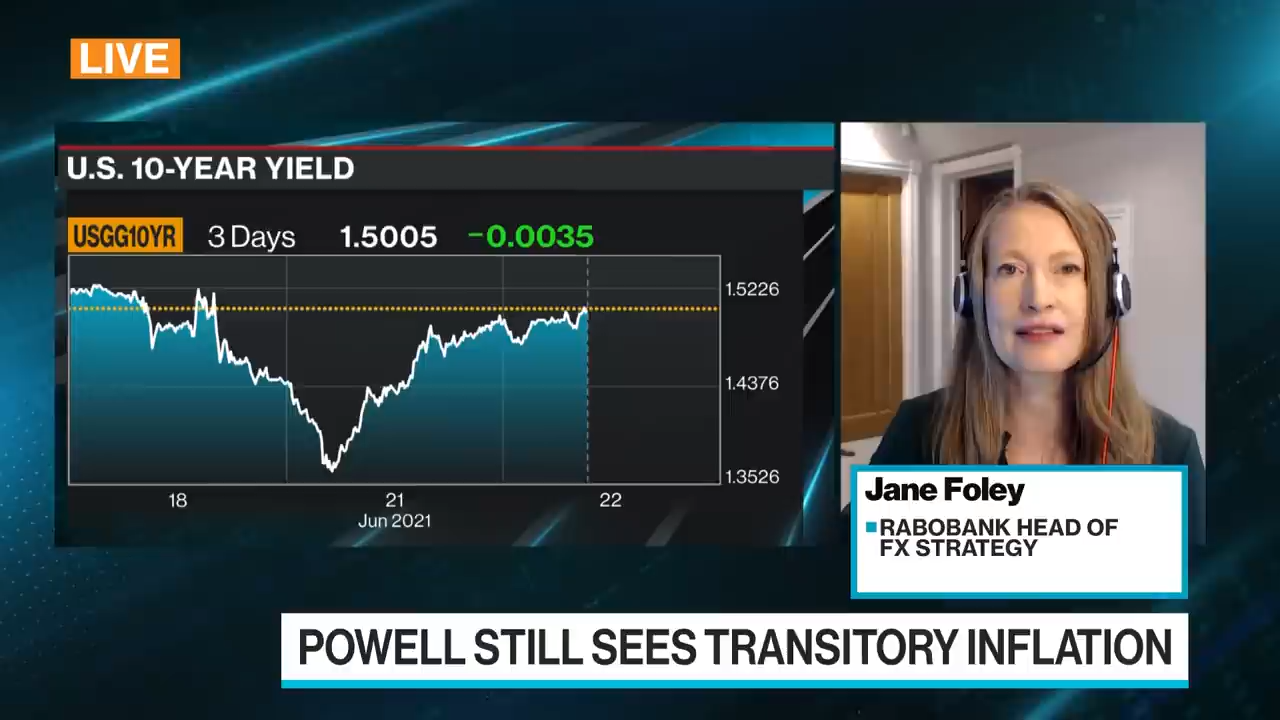 LIVE
U.S. 10-YEAR YIELD
USGG10YR 3 Days 1.5005 -0.0035
1.5226
1.4376
1.3526
18 21 22
Jun 2021
Jane Foley
RABOBANK HEAD OF
FX STRATEGY
POWELL STILL SEES TRANSITORY INFLATION